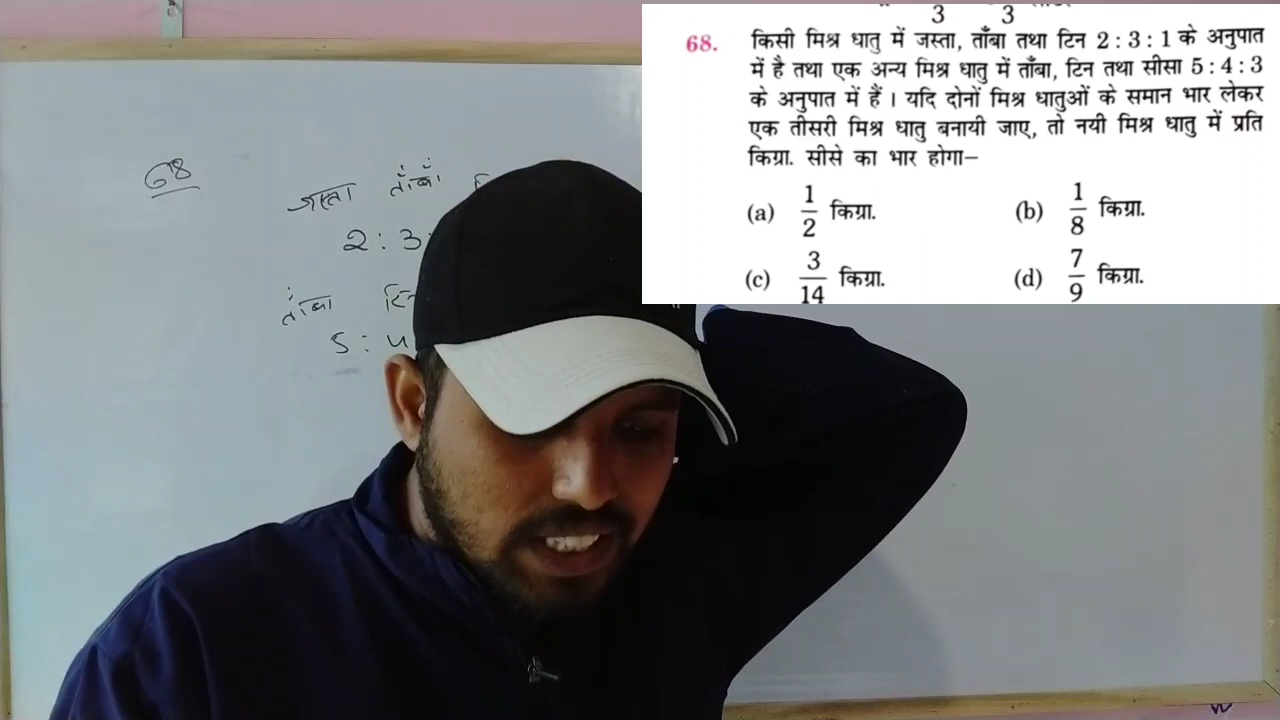 3 3
68. किसी मिश्र धातु में जस्ता, ताँबा तथा टिन 2 : 3 : 1 के अनुपात
में है तथा एक अन्य मिश्र धातु में ताँबा, टिन तथा सीसा 5 : 4 : 3
के अनुपात में हैं। यदि दोनों मिश्र धातुओं के समान भार लेकर
एक तीसरी मिश्र धातु बनायी जाए, तो नयी मिश्र धातु में प्रति
किग्रा. सीसे का भार होगा–
(a) 1/2 किग्रा. (b) 1/8 किग्रा.
(c) 3/14 किग्रा. (d) 7/9 किग्रा.
68
जस्ता ताँबा
2 : 3 :
ताँबा
5 : 4